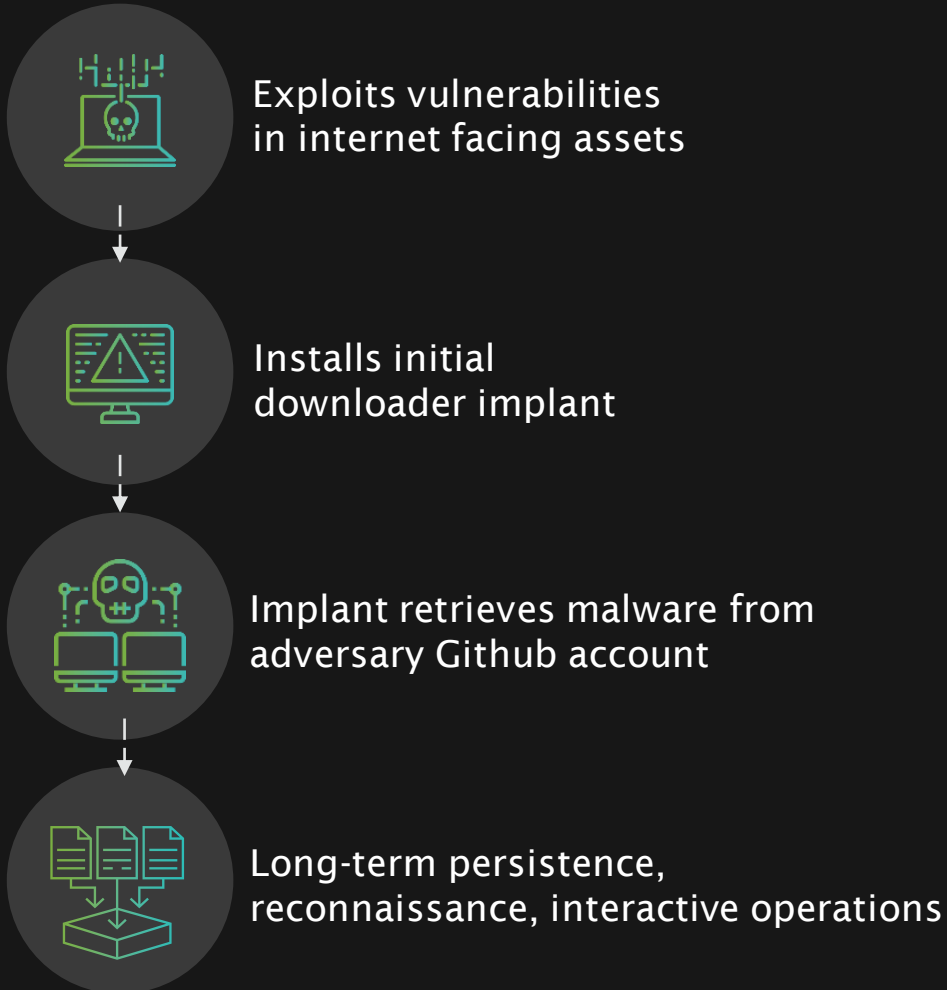 Exploits vulnerabilities
in internet facing assets
Installs initial
downloader implant
Implant retrieves malware from
adversary Github account
Long-term persistence,
reconnaissance, interactive operations